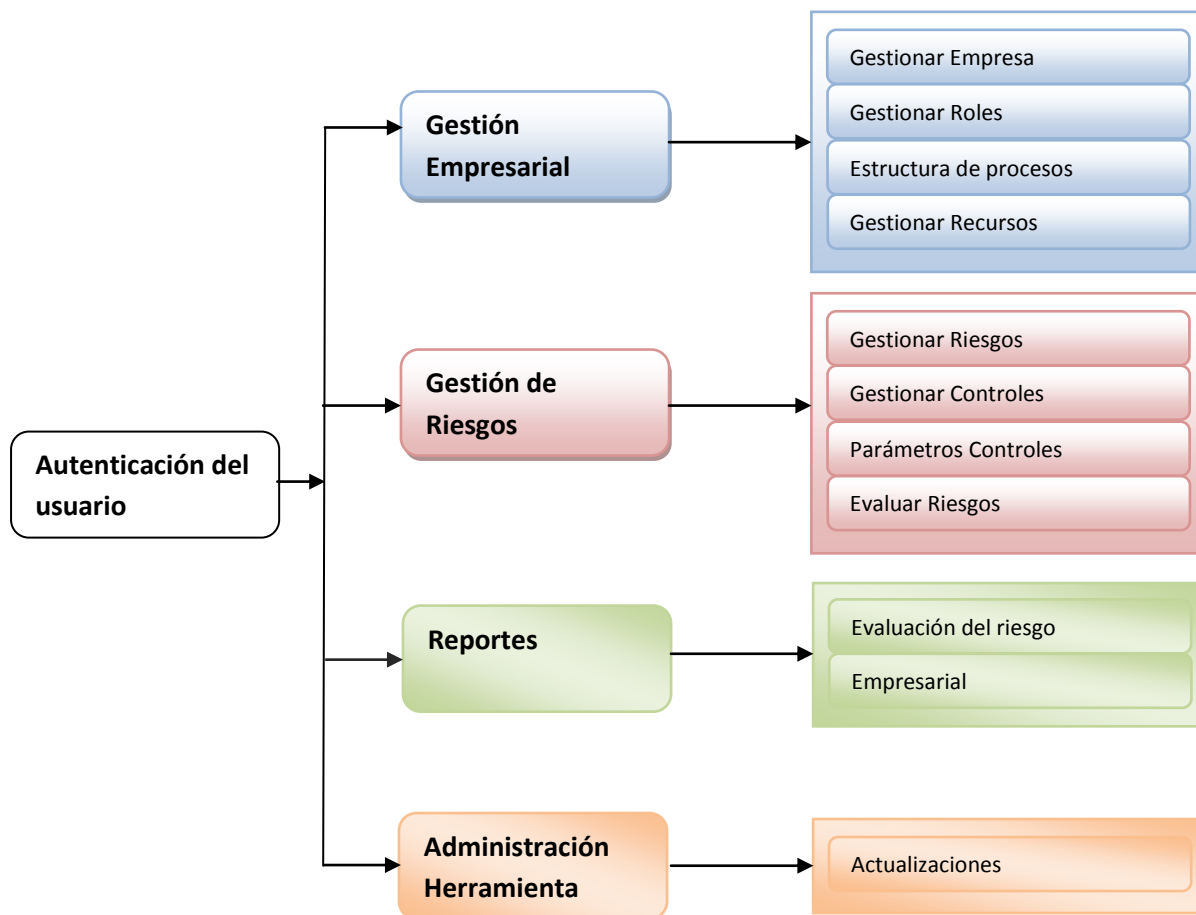 Autenticación del
usuario
Gestión
Empresarial
Gestionar Empresa
Gestionar Roles
Estructura de procesos
Gestionar Recursos
Gestión de
Riesgos
Gestionar Riesgos
Gestionar Controles
Parámetros Controles
Evaluar Riesgos
Reportes
Evaluación del riesgo
Empresarial
Administración
Herramienta
Actualizaciones